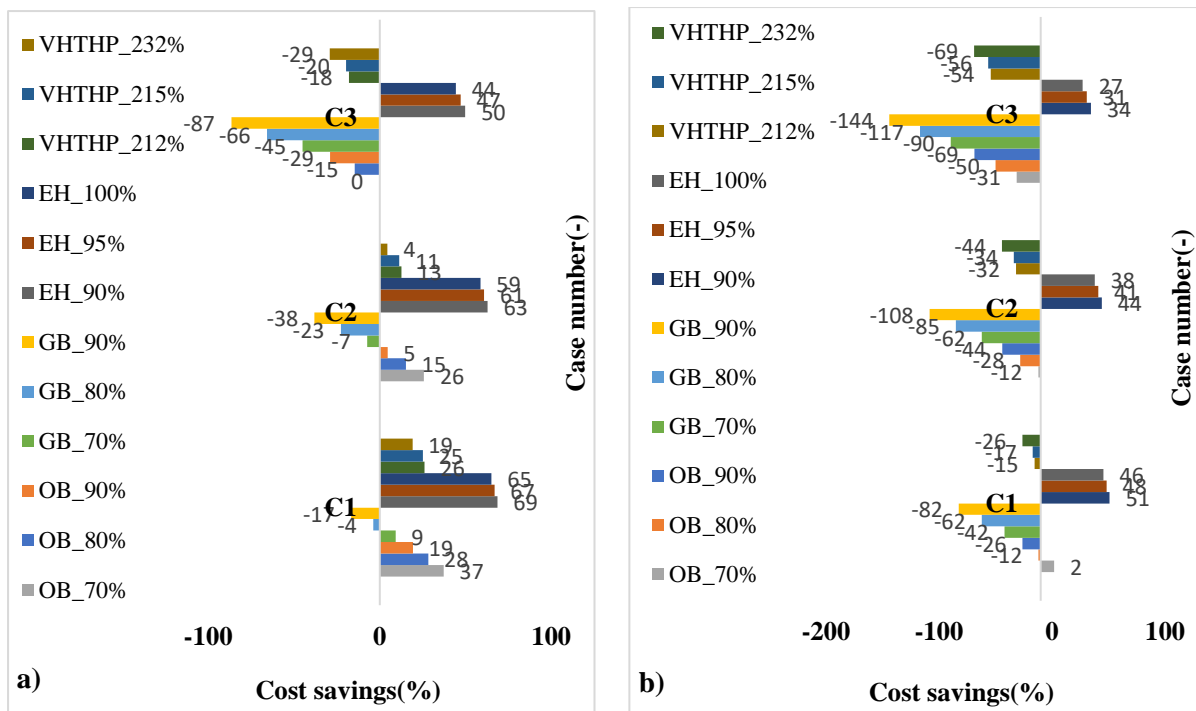 VHTHP_232%
VHTHP_215%
VHTHP_212%
EH_100%
EH_95%
EH_90%
GB_90%
GB_80%
GB_70%
OB_90%
OB_80%
OB_70%
-29
-20
-18
44
47
50
-87
C3
-66
-45
-29
-15
0
4
11
13
59
61
63
-38
C2
-23
-7
5
15
26
19
25
26
65
67
69
-17
C1
-4
9
19
28
37
Case number(-)
-100
0
100
Cost savings(%)
a)
VHTHP_232%
VHTHP_215%
VHTHP_212%
EH_100%
EH_95%
EH_90%
GB_90%
GB_80%
GB_70%
OB_90%
OB_80%
OB_70%
-69
-56
-54
27
31
34
-144
C3
-117
-90
-69
-50
-31
-44
-34
-32
38
41
44
-108
C2
-85
-62
-44
-28
-12
-26
-17
-15
46
48
51
-82
C1
-62
-42
-26
-12
2
Case number(-)
-200
-100
0
100
Cost savings(%)
b)